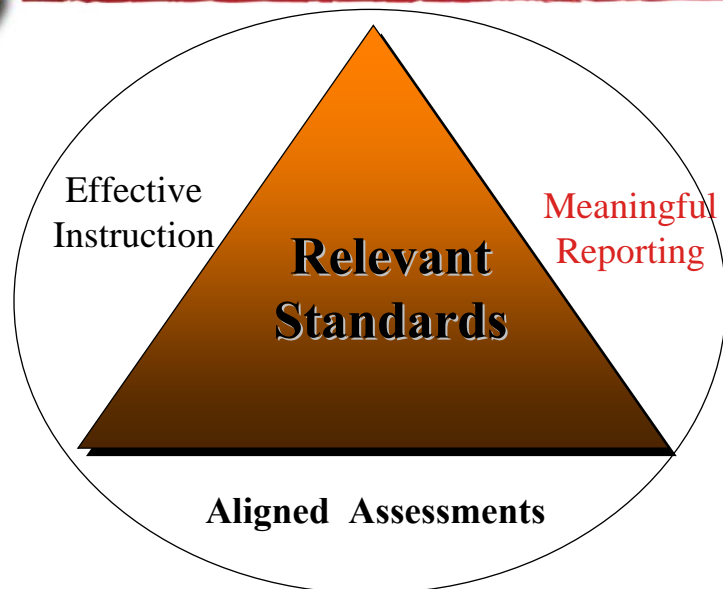 Effective
Instruction
Meaningful
Reporting
Relevant
Standards
Aligned Assessments